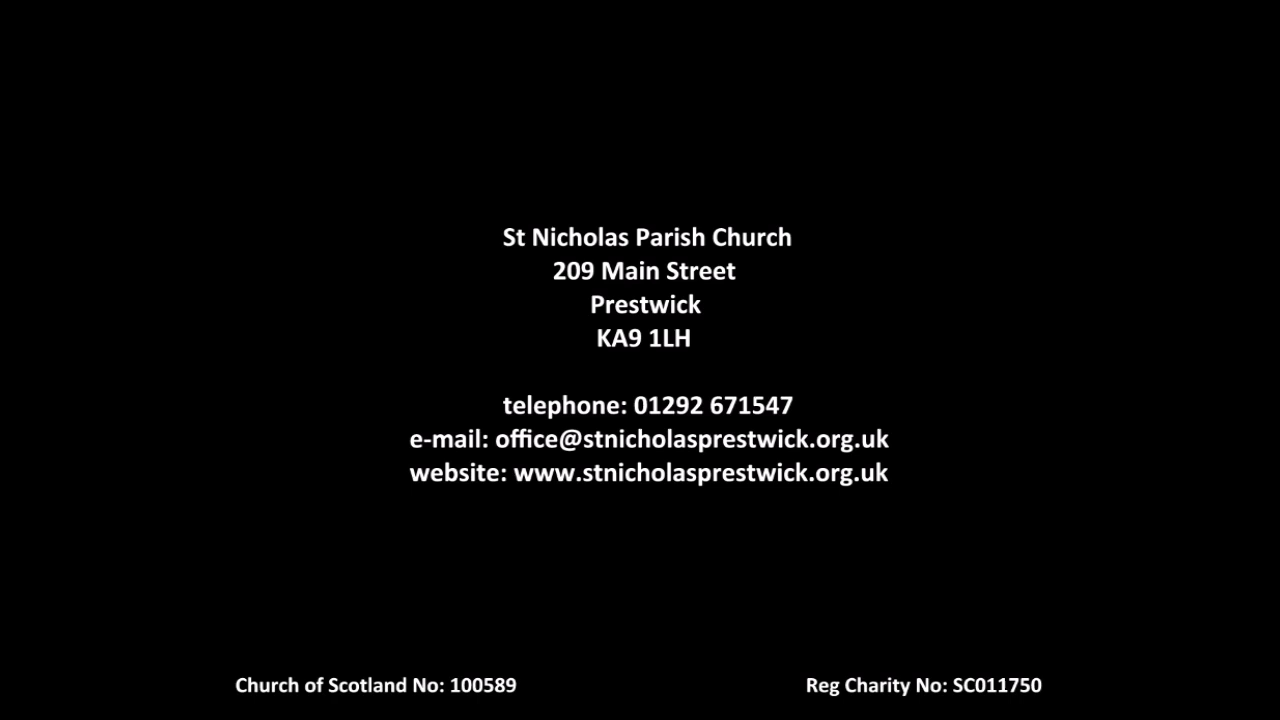 St Nicholas Parish Church
209 Main Street
Prestwick
KA9 1LH
telephone: 01292 671547
e-mail: office@stnicholasprestwick.org.uk
website: www.stnicholasprestwick.org.uk
Church of Scotland No: 100589
Reg Charity No: SC011750